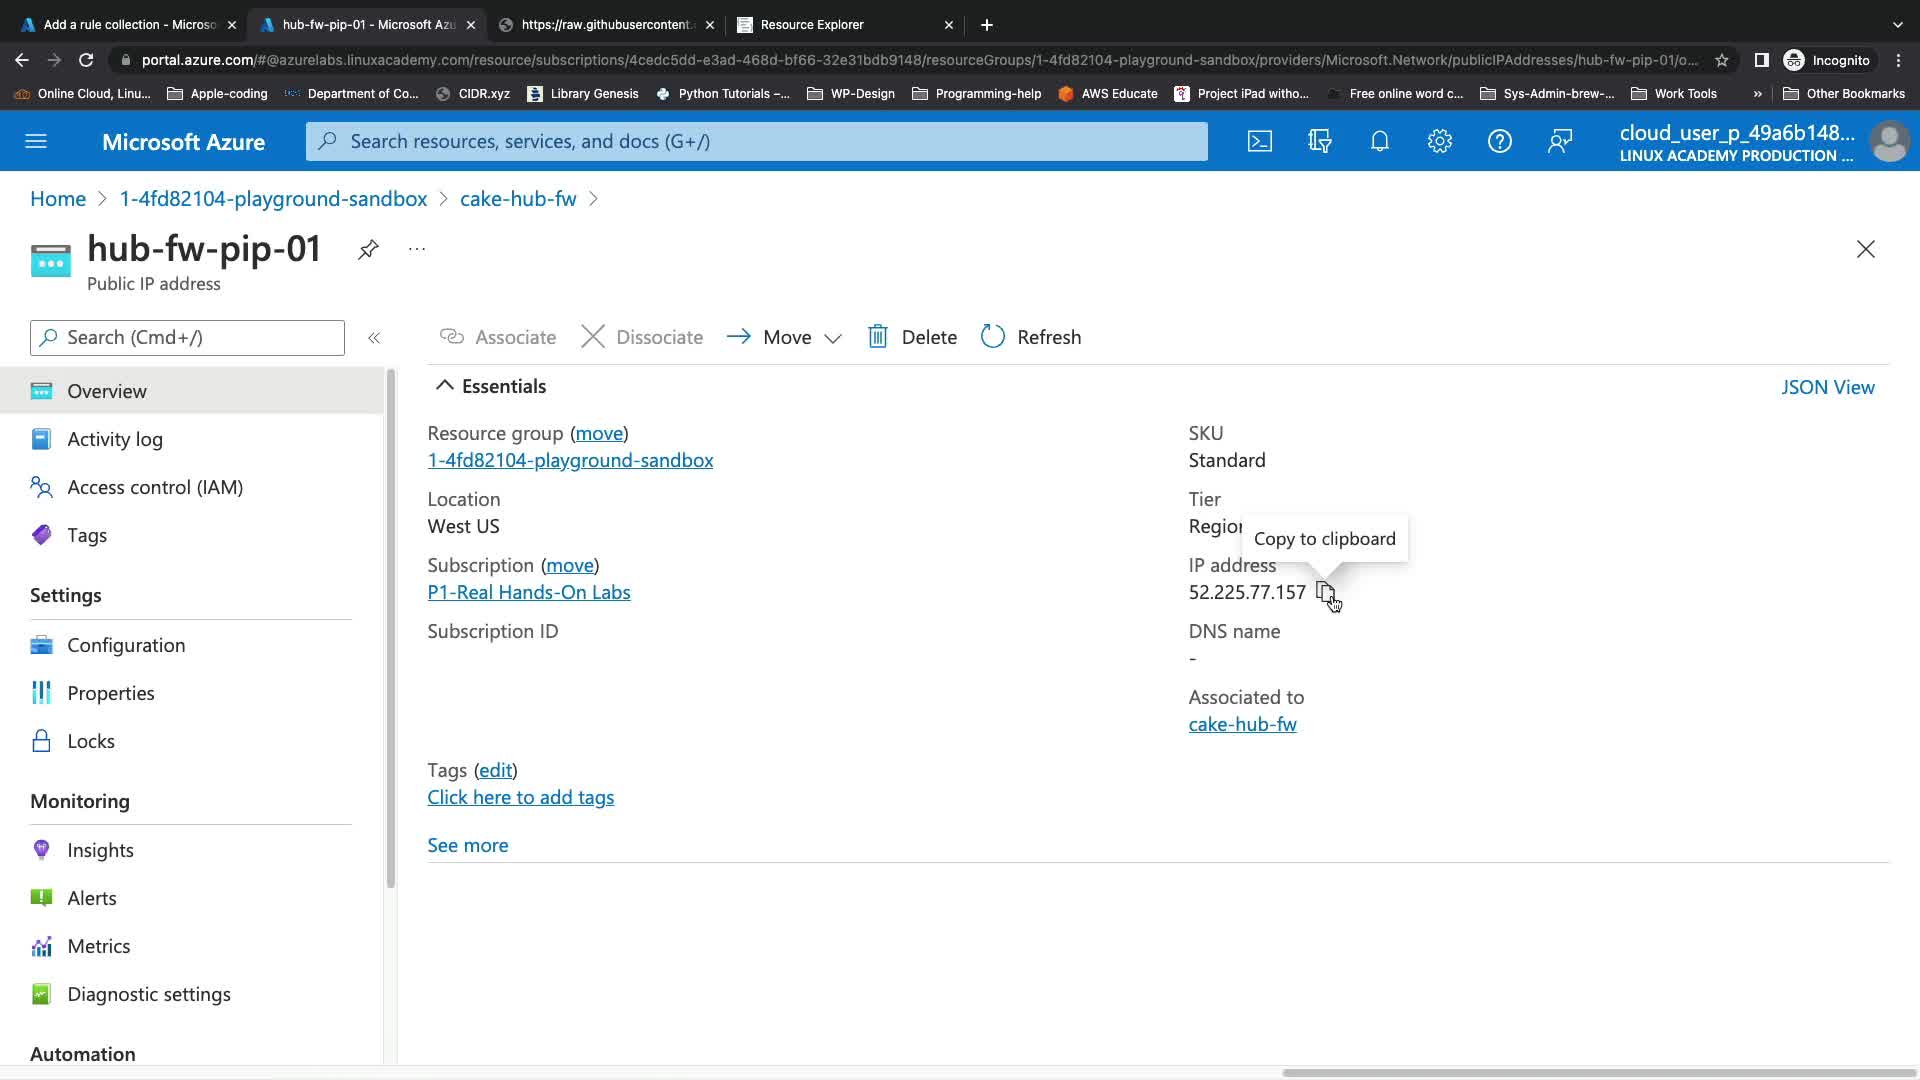 Add a rule collection - Microso
hub-fw-pip-01 - Microsoft Azu
https://raw.githubusercontent.
Resource Explorer
portal.azure.com/#@azurelabs.linuxacademy.com/resource/subscriptions/4cedc5dd-e3ad-468d-bf66-32e31bdb9148/resourceGroups/1-4fd82104-playground-sandbox/providers/Microsoft.Network/publicIPAddresses/hub-fw-pip-01/o...
Incognito
Online Cloud, Linu...
Apple-coding
Department of Co...
CIDR.xyz
Library Genesis
Python Tutorials –...
WP-Design
Programming-help
AWS Educate
Project iPad witho...
Free online word c...
Sys-Admin-brew-...
Work Tools
»
Other Bookmarks
Microsoft Azure
Search resources, services, and docs (G+/)
cloud_user_p_49a6b148...
LINUX ACADEMY PRODUCTION ...
Home > 1-4fd82104-playground-sandbox > cake-hub-fw >
hub-fw-pip-01
...
Public IP address
Search (Cmd+/)
«
Associate
Dissociate
Move
Delete
Refresh
Overview
Activity log
Access control (IAM)
Tags
Settings
Configuration
Properties
Locks
Monitoring
Insights
Alerts
Metrics
Diagnostic settings
Automation
Essentials
JSON View
Resource group (move)
1-4fd82104-playground-sandbox
Location
West US
Subscription (move)
P1-Real Hands-On Labs
Subscription ID
SKU
Standard
Tier
Region
Copy to clipboard
IP address
52.225.77.157
DNS name
-
Associated to
cake-hub-fw
Tags (edit)
Click here to add tags
See more